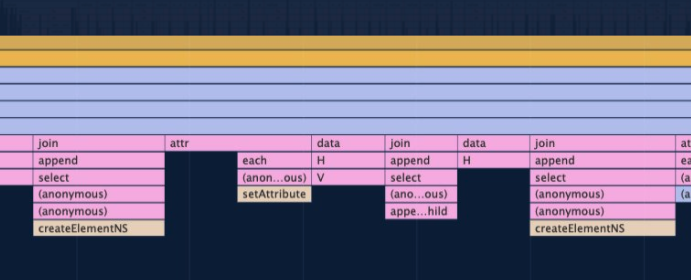 join attr data join data join at
append each H append H append ea
select (anon...ous) V select select (a
(anonymous) setAttribute (ano...ous) (anonymous) (a
(anonymous) appe...hild (anonymous)
createElementNS createElementNS